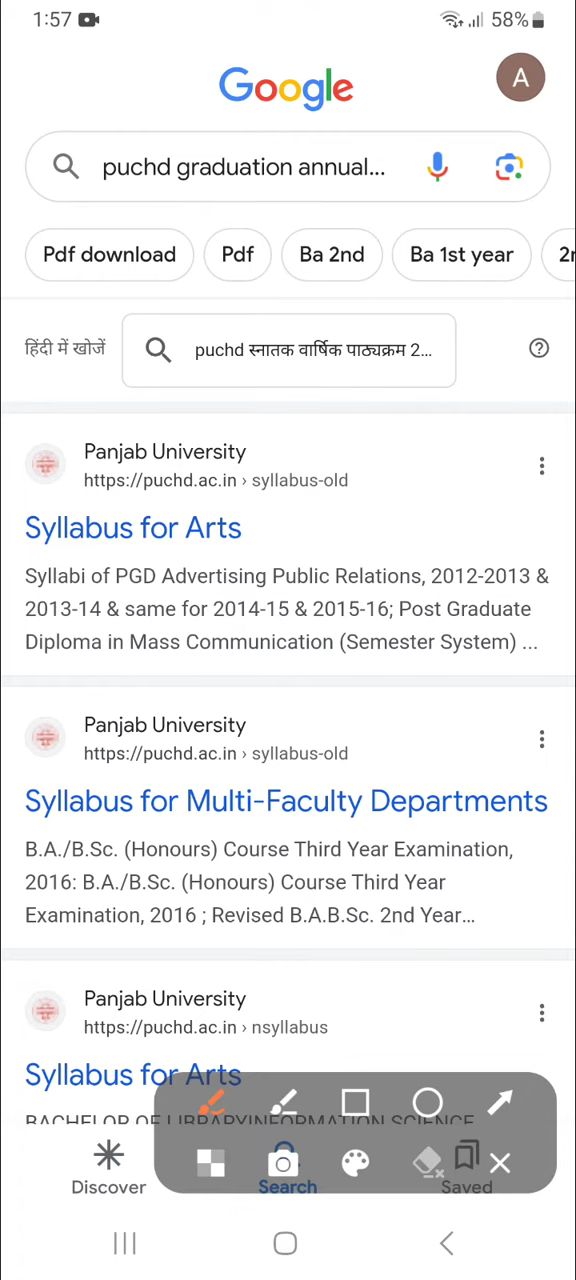 1:57 58%
Google
A
puchd graduation annual...
Pdf download Pdf Ba 2nd Ba 1st year
हिंदी में खोजें puchd स्नातक वार्षिक पाठ्यक्रम 2...
Panjab University
https://puchd.ac.in › syllabus-old
Syllabus for Arts
Syllabi of PGD Advertising Public Relations, 2012-2013 &
2013-14 & same for 2014-15 & 2015-16; Post Graduate
Diploma in Mass Communication (Semester System) ...
Panjab University
https://puchd.ac.in › syllabus-old
Syllabus for Multi-Faculty Departments
B.A./B.Sc. (Honours) Course Third Year Examination,
2016: B.A./B.Sc. (Honours) Course Third Year
Examination, 2016 ; Revised B.A.B.Sc. 2nd Year...
Panjab University
https://puchd.ac.in › nsyllabus
Syllabus for Arts
BACHELOR OF LIBRARYINFORMATION SCIENCE
Discover Search Saved